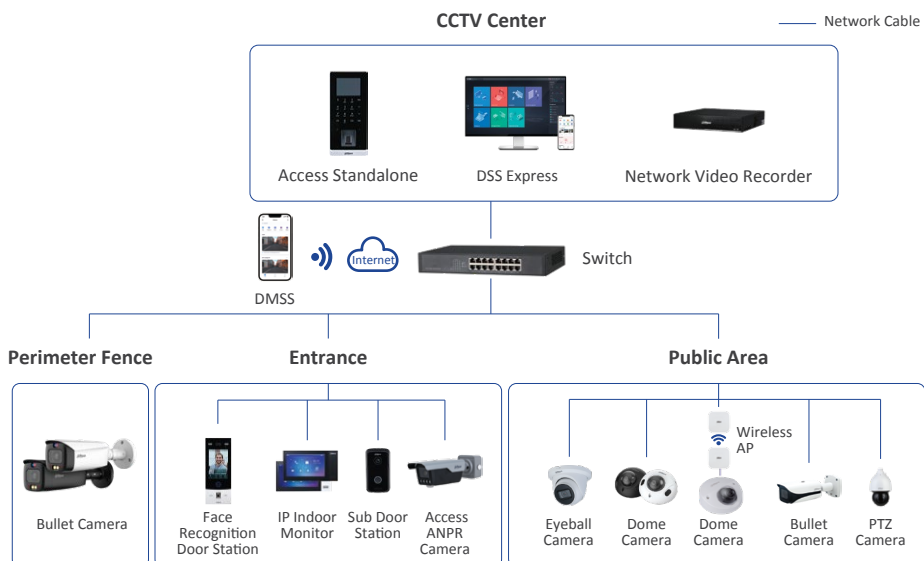 CCTV Center
Network Cable
Access Standalone
DSS Express
Network Video Recorder
Internet
Switch
DMSS
Perimeter Fence
Entrance
Public Area
Wireless
AP
Bullet Camera
Face
Recognition
Door Station
IP Indoor
Monitor
Sub Door
Station
Access
ANPR
Camera
Eyeball
Camera
Dome
Camera
Dome
Camera
Bullet
Camera
PTZ
Camera